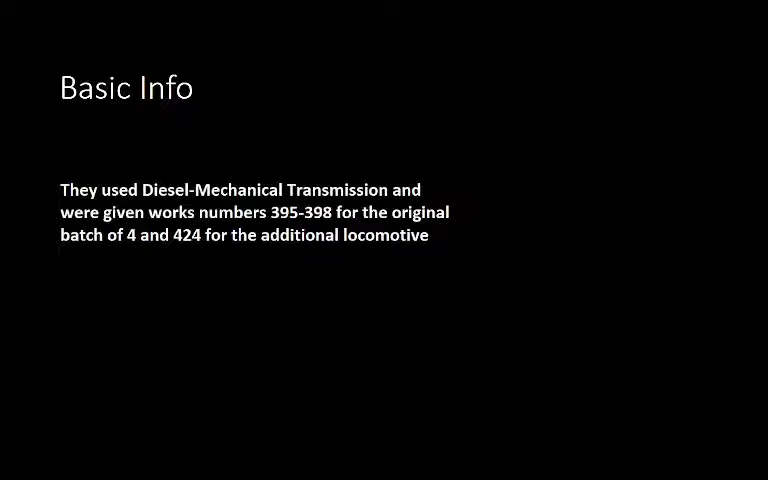 Basic Info
They used Diesel-Mechanical Transmission and
were given works numbers 395-398 for the original
batch of 4 and 424 for the additional locomotive